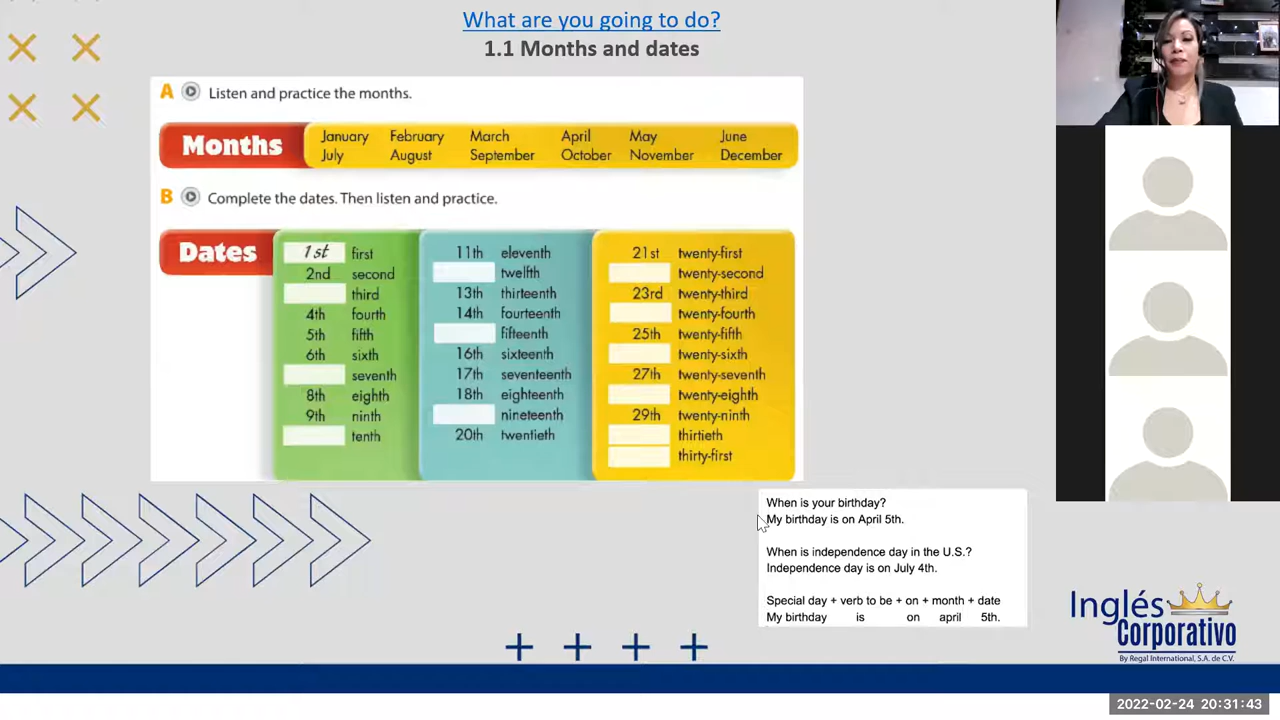 What are you going to do?
1.1 Months and dates
A Listen and practice the months.
Months
January February March April May June
July August September October November December
B Complete the dates. Then listen and practice.
Dates
1st first
2nd second
third
4th fourth
5th fifth
6th sixth
seventh
8th eighth
9th ninth
tenth
11th eleventh
twelfth
13th thirteenth
14th fourteenth
fifteenth
16th sixteenth
17th seventeenth
18th eighteenth
nineteenth
20th twentieth
21st twenty-first
twenty-second
23rd twenty-third
twenty-fourth
25th twenty-fifth
twenty-sixth
27th twenty-seventh
twenty-eighth
29th twenty-ninth
thirtieth
thirty-first
When is your birthday?
My birthday is on April 5th.
When is independence day in the U.S.?
Independence day is on July 4th.
Special day + verb to be + on + month + date
My birthday is on april 5th.
Inglés
Corporativo
By Regal International, S.A. de C.V.
2022-02-24 20:31:43